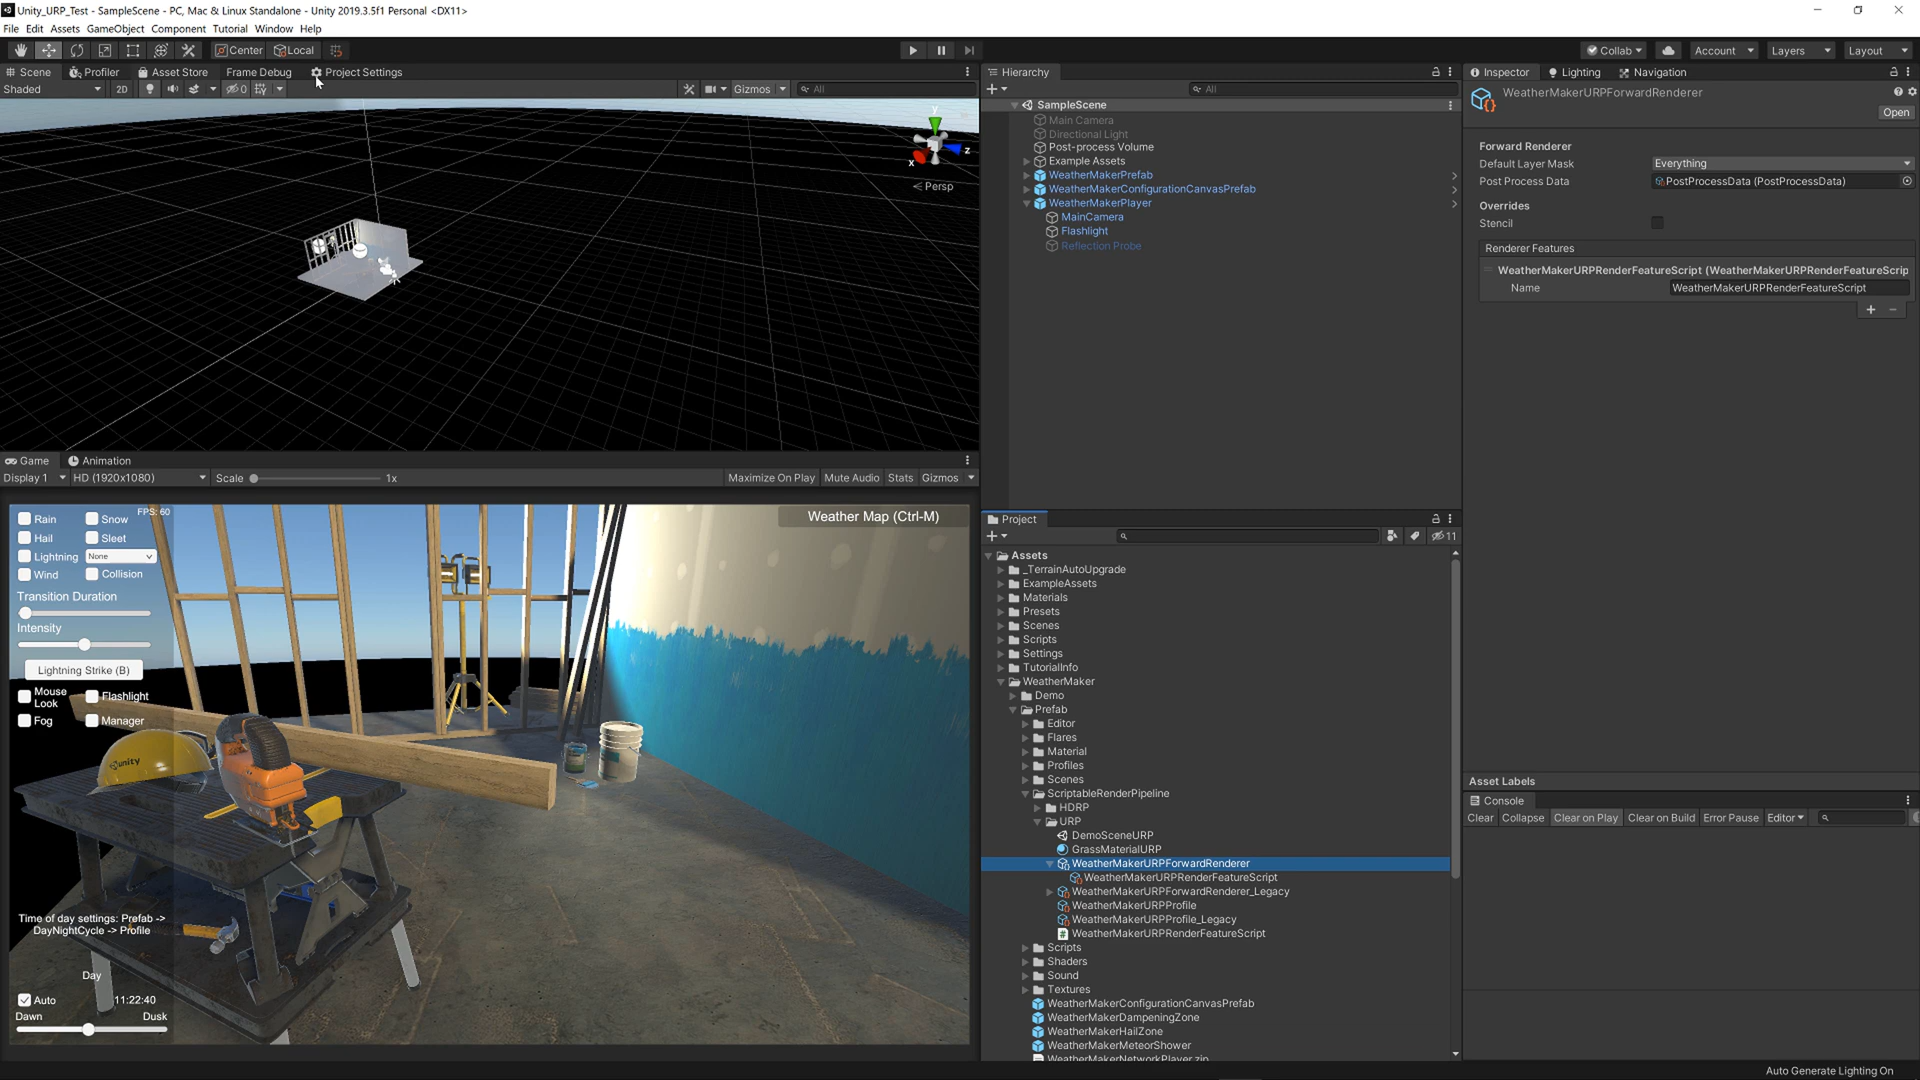 Unity_URP_Test - SampleScene - PC, Mac & Linux Standalone - Unity 2019.3.5f1 Personal <DX11>
File Edit Assets GameObject Component Tutorial Window Help
Center Local
Collab Account Layers Layout
Scene Profiler Asset Store Frame Debug Project Settings
Shaded 2D 0 Gizmos All
y
x
z
Persp
Game Animation
Display 1 HD (1920x1080) Scale 1x Maximize On Play Mute Audio Stats Gizmos
FPS: 60
Rain Snow
Hail Sleet
Lightning None
Wind Collision
Transition Duration
Intensity
Lightning Strike (B)
Mouse Look Flashlight
Fog Manager
Weather Map (Ctrl-M)
unity
Time of day settings: Prefab ->
DayNightCycle -> Profile
Day
Auto 11:22:40
Dawn Dusk
Hierarchy
All
SampleScene
Main Camera
Directional Light
Post-process Volume
Example Assets
WeatherMakerPrefab
WeatherMakerConfigurationCanvasPrefab
WeatherMakerPlayer
MainCamera
Flashlight
Reflection Probe
Project
11
Assets
_TerrainAutoUpgrade
ExampleAssets
Materials
Presets
Scenes
Scripts
Settings
TutorialInfo
WeatherMaker
Demo
Prefab
Editor
Flares
Material
Profiles
Scenes
ScriptableRenderPipeline
HDRP
URP
DemoSceneURP
GrassMaterialURP
WeatherMakerURPForwardRenderer
WeatherMakerURPRenderFeatureScript
WeatherMakerURPForwardRenderer_Legacy
WeatherMakerURPProfile
WeatherMakerURPProfile_Legacy
WeatherMakerURPRenderFeatureScript
Scripts
Shaders
Sound
Textures
WeatherMakerConfigurationCanvasPrefab
WeatherMakerDampeningZone
WeatherMakerHailZone
WeatherMakerMeteorShower
WeatherMakerNetworkPlayer.zip
Inspector Lighting Navigation
WeatherMakerURPForwardRenderer
Open
Forward Renderer
Default Layer Mask Everything
Post Process Data PostProcessData (PostProcessData)
Overrides
Stencil
Renderer Features
WeatherMakerURPRenderFeatureScript (WeatherMakerURPRenderFeatureScrip
Name WeatherMakerURPRenderFeatureScript
Asset Labels
Console
Clear Collapse Clear on Play Clear on Build Error Pause Editor
Auto Generate Lighting On